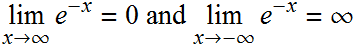 lim x→∞ e^{-x} = 0 and lim x→-∞ e^{-x} = ∞